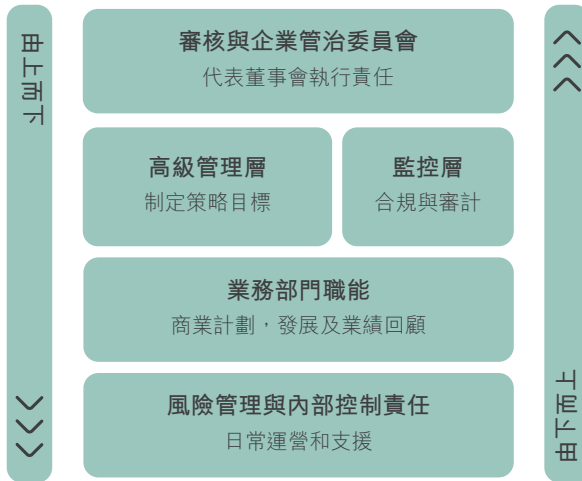 由上而下
審核與企業管治委員會
代表董事會執行責任
高級管理層
制定策略目標
監控層
合規與審計
業務部門職能
商業計劃，發展及業績回顧
風險管理與內部控制責任
日常運營和支援
由下而上